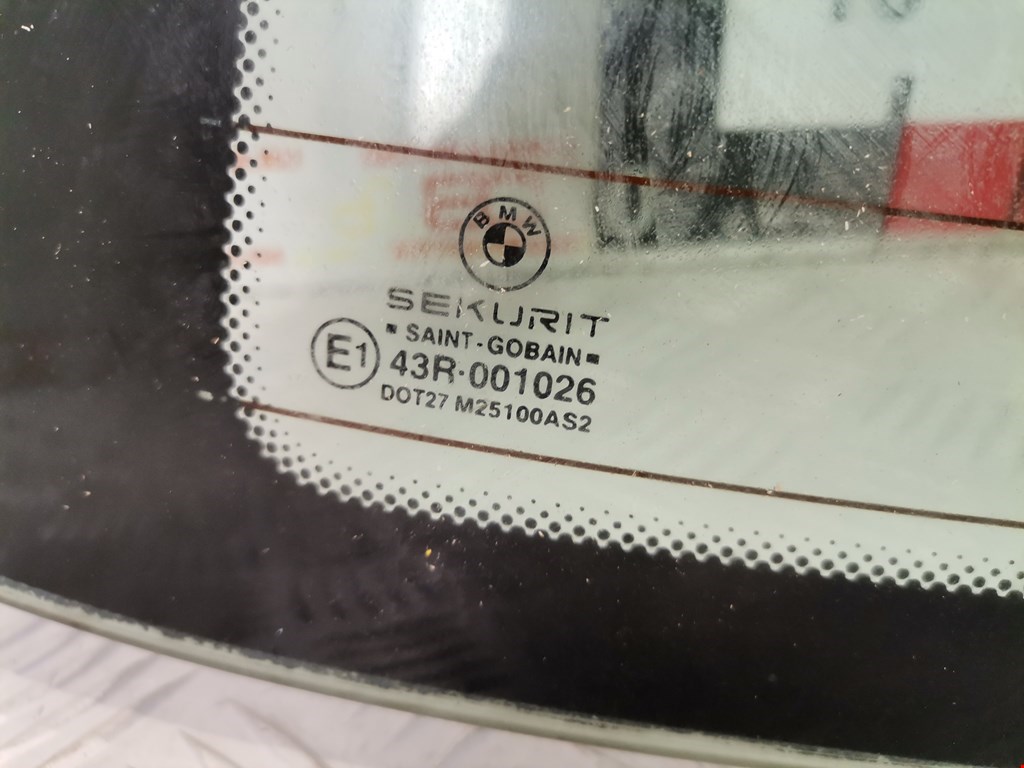 BMW
SEKURIT
SAINT-GOBAIN
E1 43R-001026
DOT27 M25100AS2